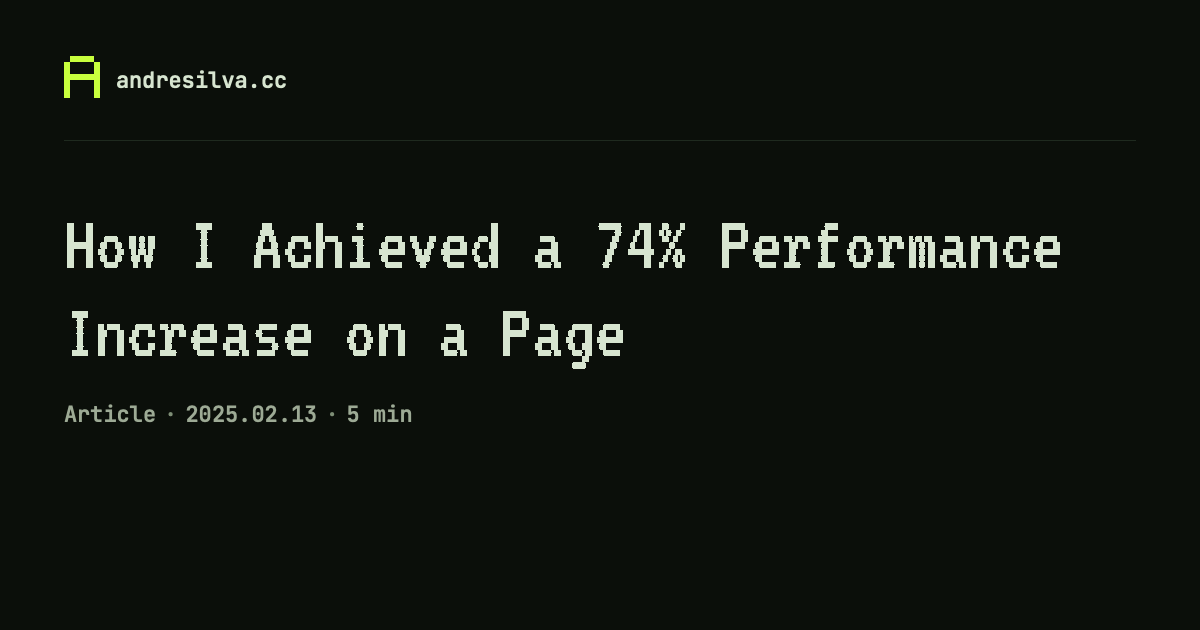 andresilva.cc
How I Achieved a 74% Performance
Increase on a Page
Article · 2025.02.13 · 5 min